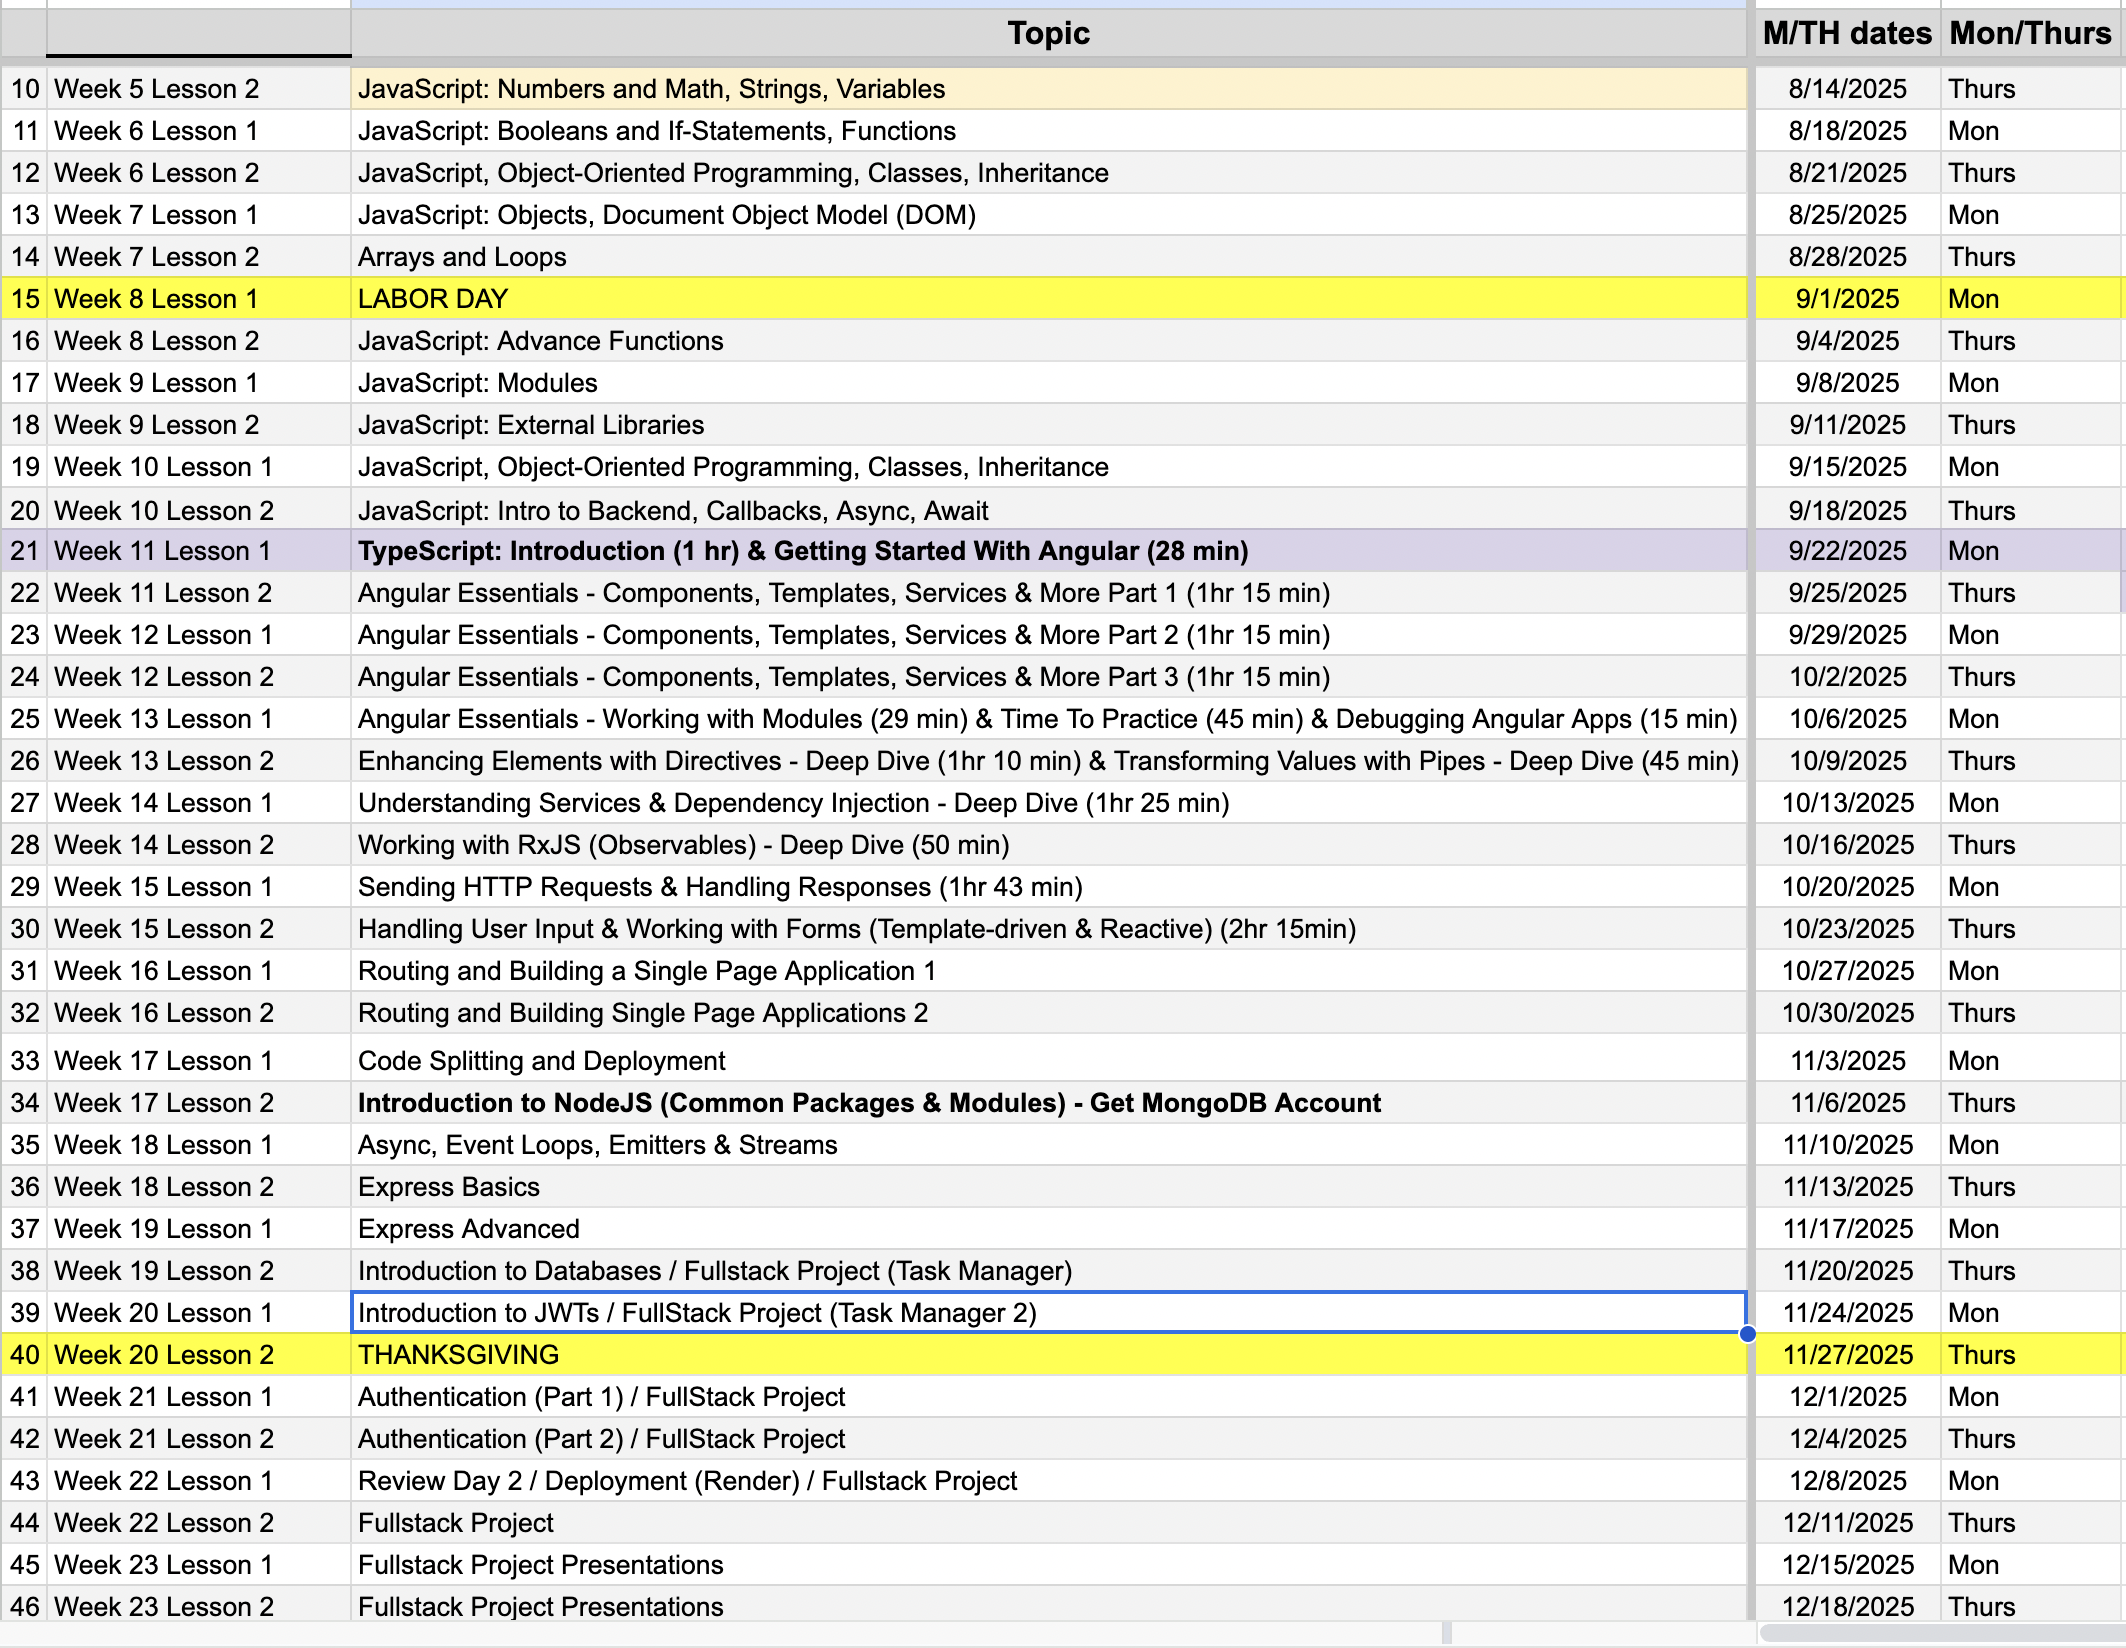 Topic M/TH dates Mon/Thurs
10 Week 5 Lesson 2 JavaScript: Numbers and Math, Strings, Variables 8/14/2025 Thurs
11 Week 6 Lesson 1 JavaScript: Booleans and If-Statements, Functions 8/18/2025 Mon
12 Week 6 Lesson 2 JavaScript, Object-Oriented Programming, Classes, Inheritance 8/21/2025 Thurs
13 Week 7 Lesson 1 JavaScript: Objects, Document Object Model (DOM) 8/25/2025 Mon
14 Week 7 Lesson 2 Arrays and Loops 8/28/2025 Thurs
15 Week 8 Lesson 1 LABOR DAY 9/1/2025 Mon
16 Week 8 Lesson 2 JavaScript: Advance Functions 9/4/2025 Thurs
17 Week 9 Lesson 1 JavaScript: Modules 9/8/2025 Mon
18 Week 9 Lesson 2 JavaScript: External Libraries 9/11/2025 Thurs
19 Week 10 Lesson 1 JavaScript, Object-Oriented Programming, Classes, Inheritance 9/15/2025 Mon
20 Week 10 Lesson 2 JavaScript: Intro to Backend, Callbacks, Async, Await 9/18/2025 Thurs
21 Week 11 Lesson 1 TypeScript: Introduction (1 hr) & Getting Started With Angular (28 min) 9/22/2025 Mon
22 Week 11 Lesson 2 Angular Essentials - Components, Templates, Services & More Part 1 (1hr 15 min) 9/25/2025 Thurs
23 Week 12 Lesson 1 Angular Essentials - Components, Templates, Services & More Part 2 (1hr 15 min) 9/29/2025 Mon
24 Week 12 Lesson 2 Angular Essentials - Components, Templates, Services & More Part 3 (1hr 15 min) 10/2/2025 Thurs
25 Week 13 Lesson 1 Angular Essentials - Working with Modules (29 min) & Time To Practice (45 min) & Debugging Angular Apps (15 min) 10/6/2025 Mon
26 Week 13 Lesson 2 Enhancing Elements with Directives - Deep Dive (1hr 10 min) & Transforming Values with Pipes - Deep Dive (45 min) 10/9/2025 Thurs
27 Week 14 Lesson 1 Understanding Services & Dependency Injection - Deep Dive (1hr 25 min) 10/13/2025 Mon
28 Week 14 Lesson 2 Working with RxJS (Observables) - Deep Dive (50 min) 10/16/2025 Thurs
29 Week 15 Lesson 1 Sending HTTP Requests & Handling Responses (1hr 43 min) 10/20/2025 Mon
30 Week 15 Lesson 2 Handling User Input & Working with Forms (Template-driven & Reactive) (2hr 15min) 10/23/2025 Thurs
31 Week 16 Lesson 1 Routing and Building a Single Page Application 1 10/27/2025 Mon
32 Week 16 Lesson 2 Routing and Building Single Page Applications 2 10/30/2025 Thurs
33 Week 17 Lesson 1 Code Splitting and Deployment 11/3/2025 Mon
34 Week 17 Lesson 2 Introduction to NodeJS (Common Packages & Modules) - Get MongoDB Account 11/6/2025 Thurs
35 Week 18 Lesson 1 Async, Event Loops, Emitters & Streams 11/10/2025 Mon
36 Week 18 Lesson 2 Express Basics 11/13/2025 Thurs
37 Week 19 Lesson 1 Express Advanced 11/17/2025 Mon
38 Week 19 Lesson 2 Introduction to Databases / Fullstack Project (Task Manager) 11/20/2025 Thurs
39 Week 20 Lesson 1 Introduction to JWTs / FullStack Project (Task Manager 2) 11/24/2025 Mon
40 Week 20 Lesson 2 THANKSGIVING 11/27/2025 Thurs
41 Week 21 Lesson 1 Authentication (Part 1) / FullStack Project 12/1/2025 Mon
42 Week 21 Lesson 2 Authentication (Part 2) / FullStack Project 12/4/2025 Thurs
43 Week 22 Lesson 1 Review Day 2 / Deployment (Render) / Fullstack Project 12/8/2025 Mon
44 Week 22 Lesson 2 Fullstack Project 12/11/2025 Thurs
45 Week 23 Lesson 1 Fullstack Project Presentations 12/15/2025 Mon
46 Week 23 Lesson 2 Fullstack Project Presentations 12/18/2025 Thurs